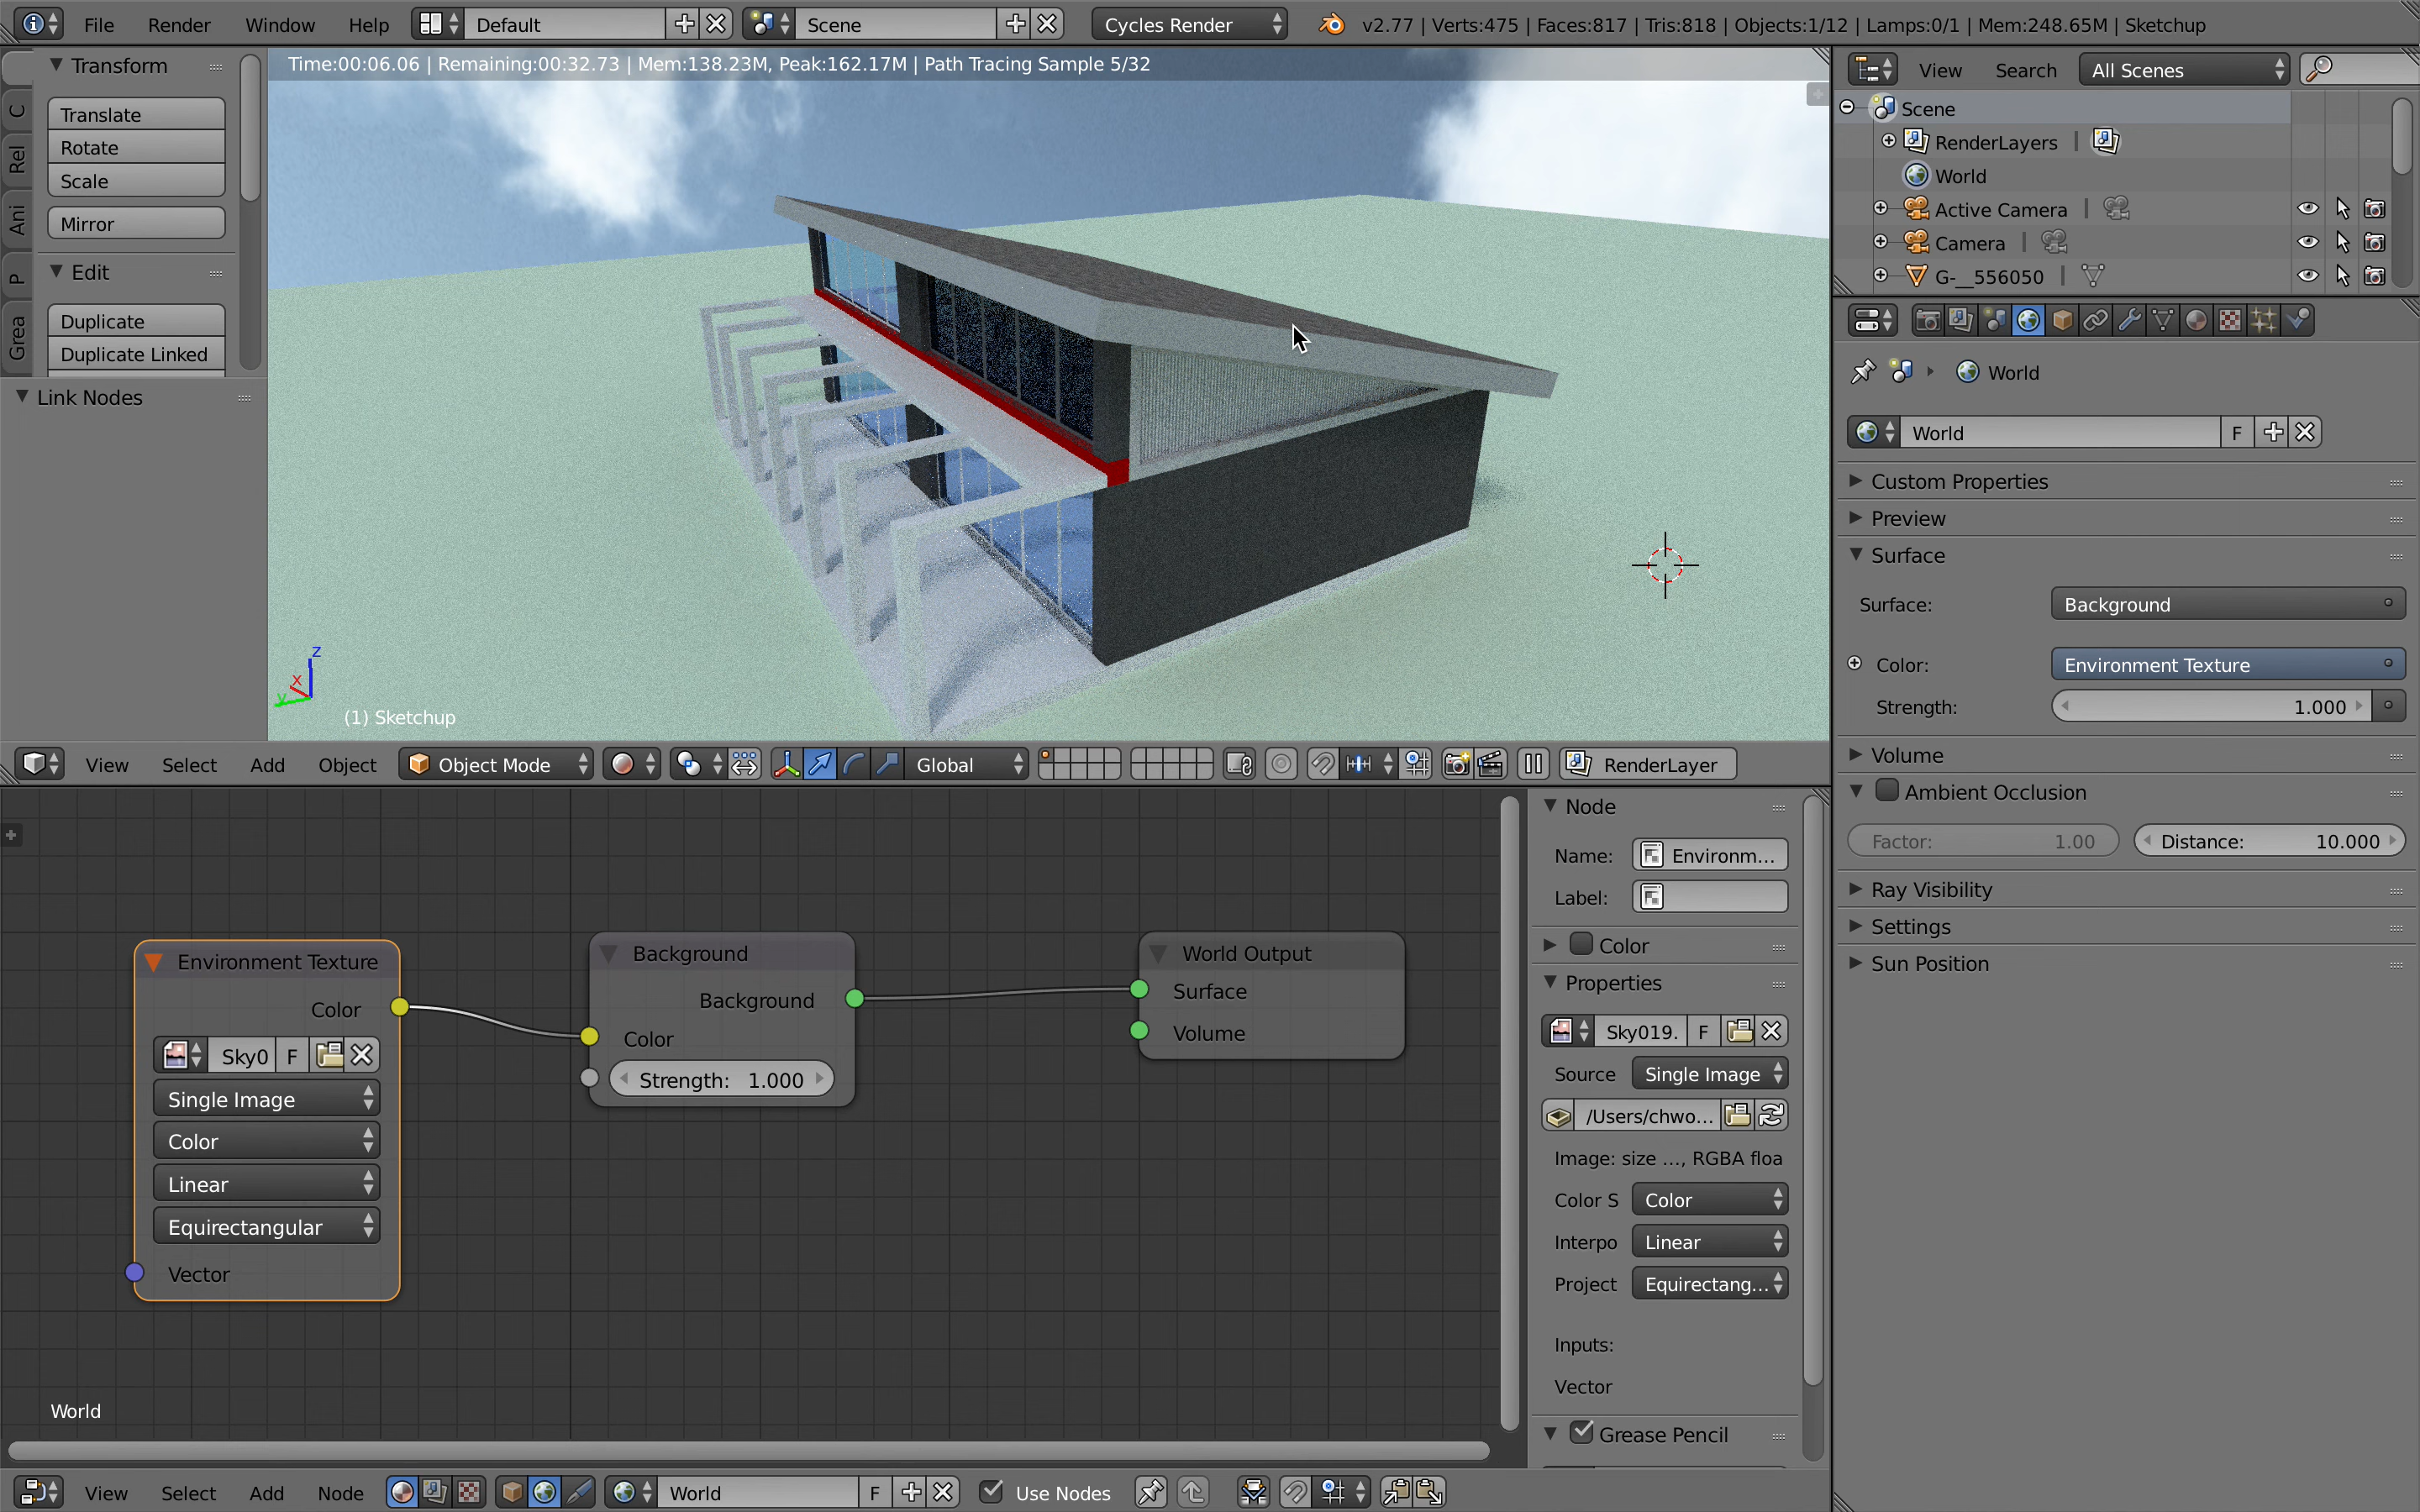 File Render Window Help Default Scene Cycles Render v2.77 | Verts:475 | Faces:817 | Tris:818 | Objects:1/12 | Lamps:0/1 | Mem:248.65M | Sketchup
Transform
Translate
Rotate
Scale
Mirror
Edit
Duplicate
Duplicate Linked
Link Nodes
C
Rel
Ani
P
Grea
Time:00:06.06 | Remaining:00:32.73 | Mem:138.23M, Peak:162.17M | Path Tracing Sample 5/32
z
x
y
(1) Sketchup
View Select Add Object Object Mode Global RenderLayer
View Search All Scenes
Scene
RenderLayers |
World
Active Camera |
Camera |
G-__556050 |
World
World F
Custom Properties
Preview
Surface
Surface: Background
Color: Environment Texture
Strength: 1.000
Volume
Ambient Occlusion
Factor: 1.00 Distance: 10.000
Ray Visibility
Settings
Sun Position
Environment Texture
Color
Sky0 F
Single Image
Color
Linear
Equirectangular
Vector
Background
Background
Color
Strength: 1.000
World Output
Surface
Volume
World
Node
Name: Environm...
Label:
Color
Properties
Sky019. F
Source Single Image
/Users/chwo...
Image: size ..., RGBA floa
Color S Color
Interpo Linear
Project Equirectang...
Inputs:
Vector
Grease Pencil
View Select Add Node World F Use Nodes